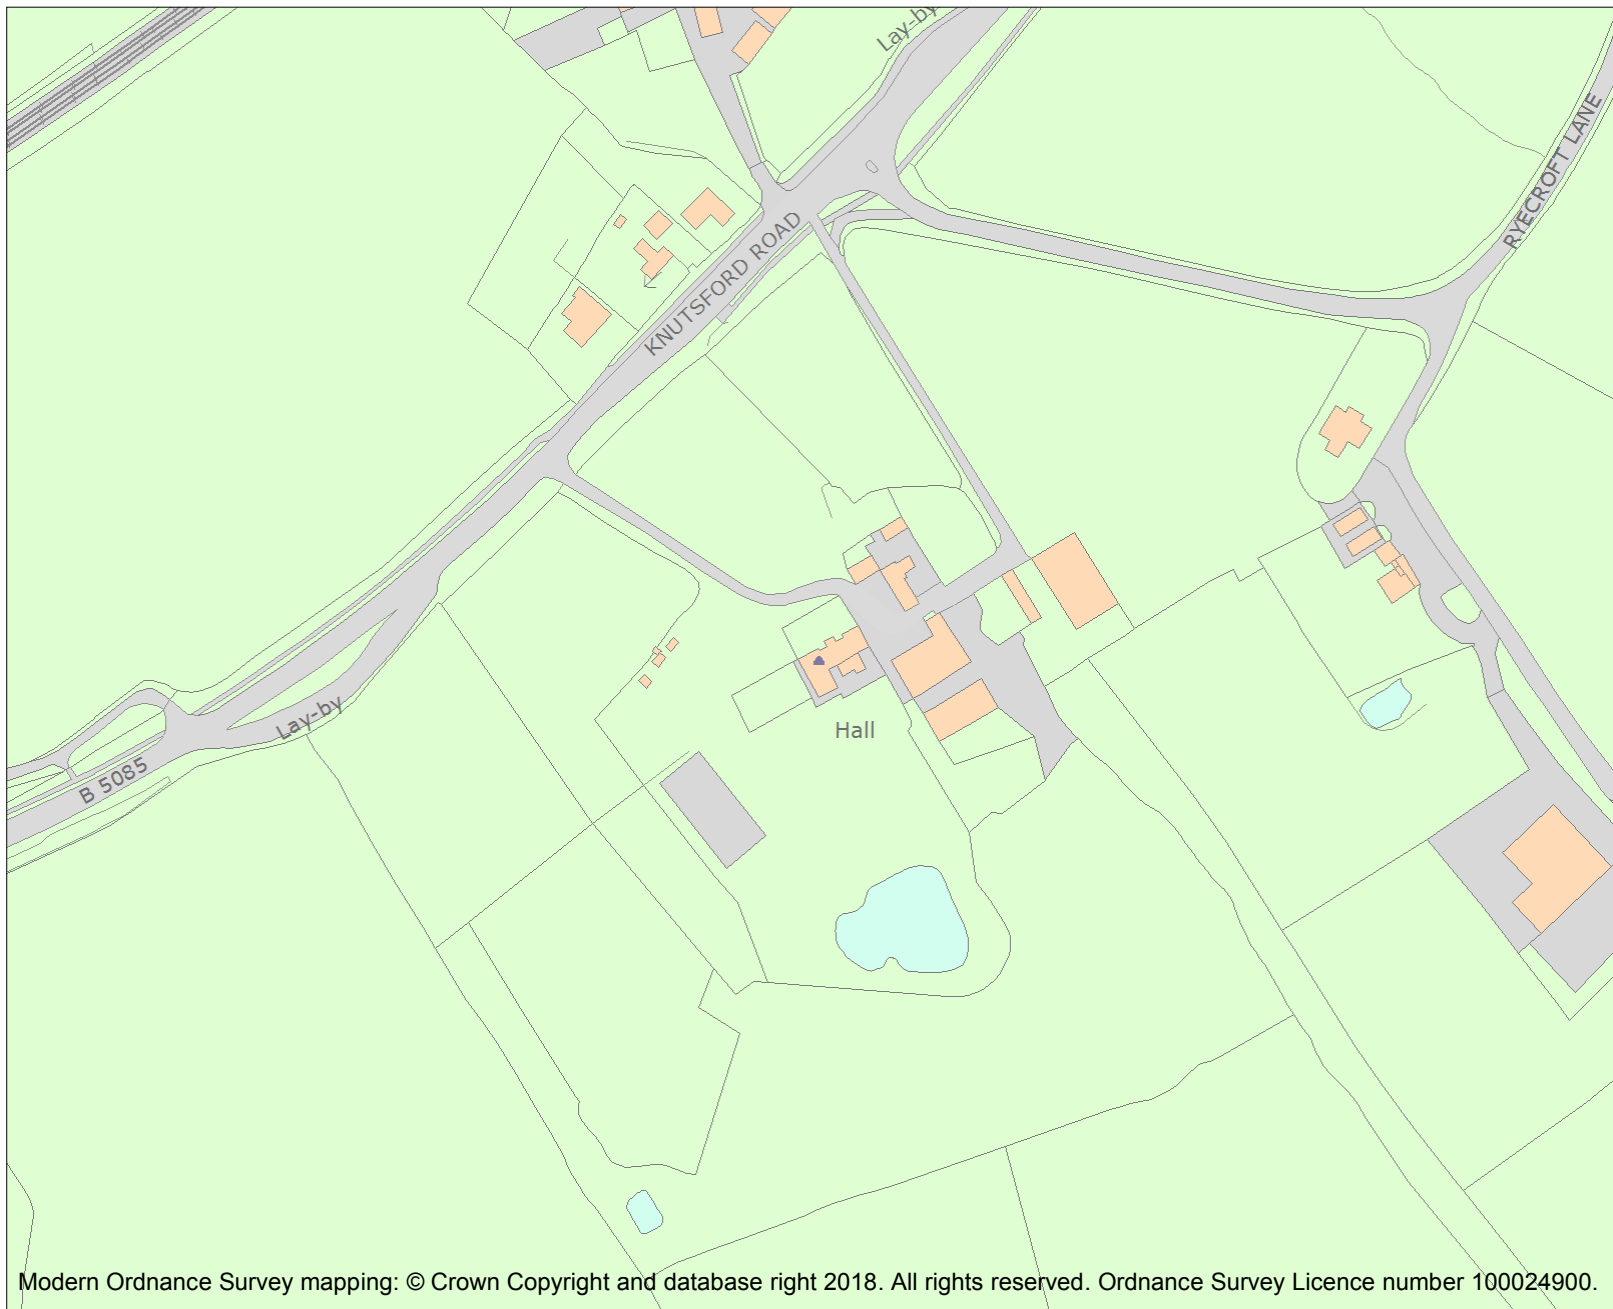 Lay-by
RYECROFT LANE
KNUTSFORD ROAD
Lay-by
Hall
B 5085
Modern Ordnance Survey mapping: © Crown Copyright and database right 2018. All rights reserved. Ordnance Survey Licence number 100024900.